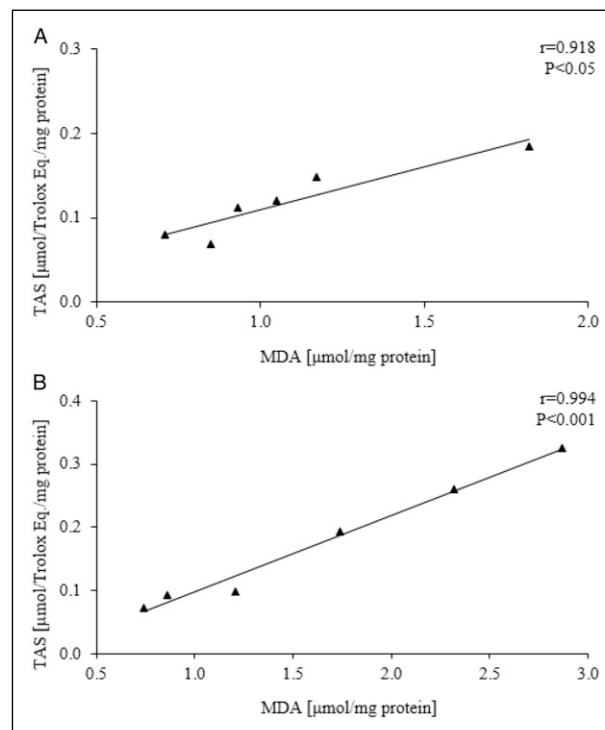 A
r=0.918
P<0.05
0.3
0.2
0.1
0.0
TAS [µmol/Trolox Eq./mg protein]
0.5 1.0 1.5 2.0
MDA [µmol/mg protein]
B
r=0.994
P<0.001
0.4
0.3
0.2
0.1
0.0
TAS [µmol/Trolox Eq./mg protein]
0.5 1.0 1.5 2.0 2.5 3.0
MDA [µmol/mg protein]